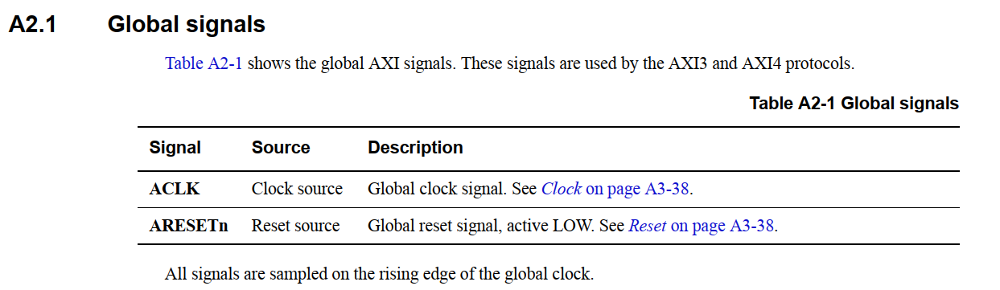 A2.1 Global signals
Table A2-1 shows the global AXI signals. These signals are used by the AXI3 and AXI4 protocols.
Table A2-1 Global signals
Signal Source Description
ACLK Clock source Global clock signal. See Clock on page A3-38.
ARESETn Reset source Global reset signal, active LOW. See Reset on page A3-38.
All signals are sampled on the rising edge of the global clock.